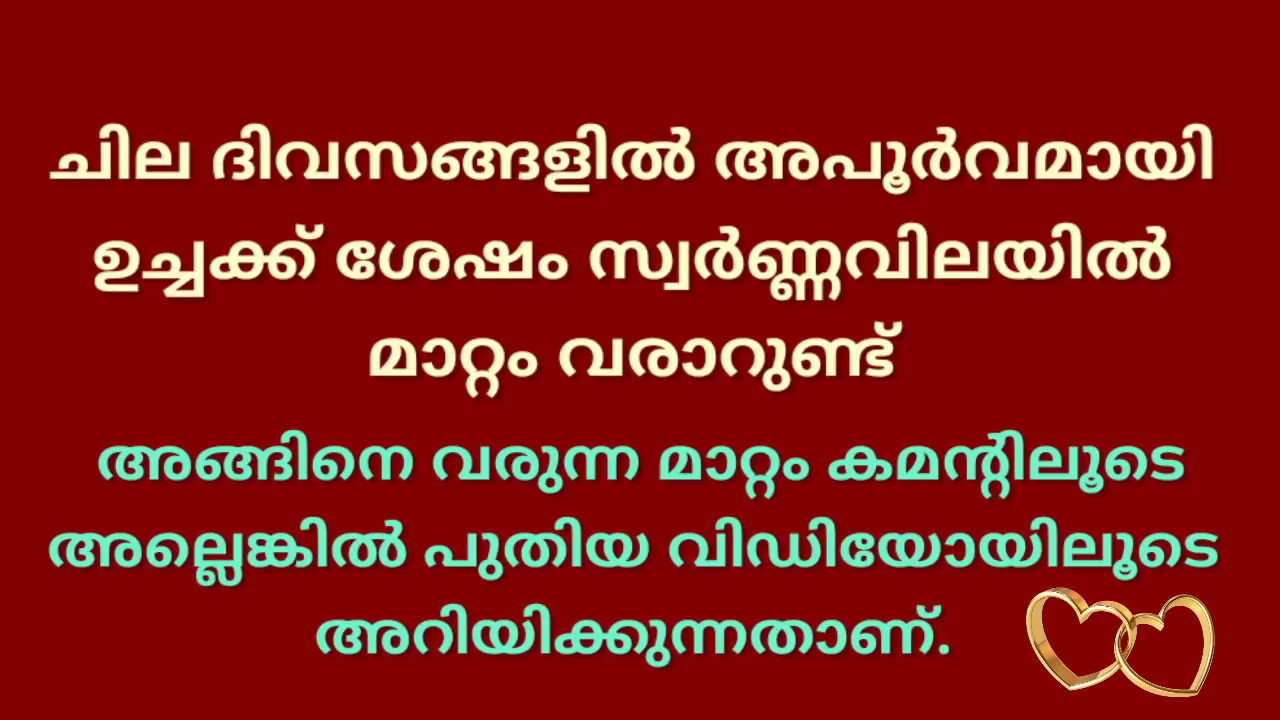 ചില ദിവസങ്ങളിൽ അപൂർവമായി
ഉച്ചക്ക് ശേഷം സ്വർണ്ണവിലയിൽ
മാറ്റം വരാറുണ്ട്
അങ്ങിനെ വരുന്ന മാറ്റം കമന്റിലൂടെ
അല്ലെങ്കിൽ പുതിയ വിഡിയോയിലൂടെ
അറിയിക്കുന്നതാണ്.